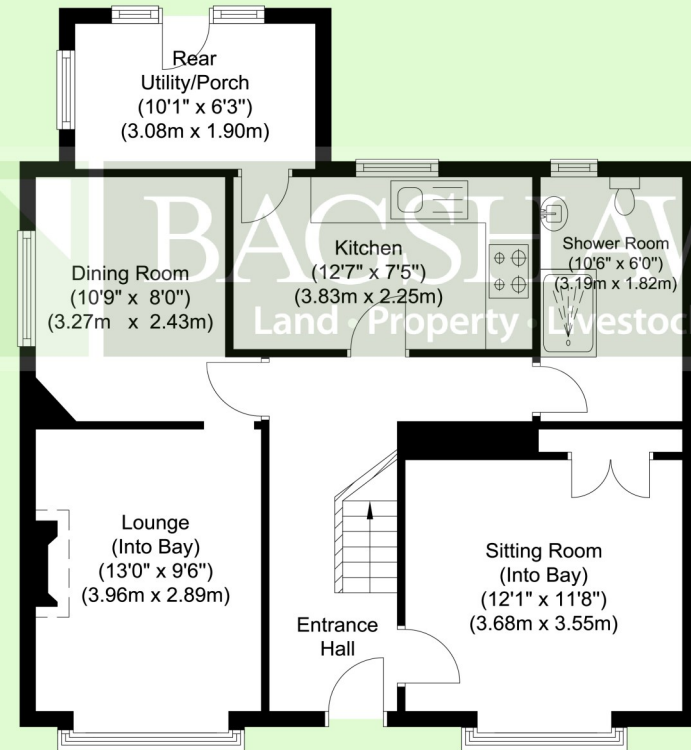 Rear
Utility/Porch
(10'1" x 6'3")
(3.08m x 1.90m)
BAGSHAW
Kitchen
(12'7" x 7'5")
(3.83m x 2.25m)
Shower Room
(10'6" x 6'0")
(3.19m x 1.82m)
Dining Room
(10'9" x 8'0")
(3.27m x 2.43m)
Land · Property · Livestoc
Lounge
(Into Bay)
(13'0" x 9'6")
(3.96m x 2.89m)
Sitting Room
(Into Bay)
(12'1" x 11'8")
(3.68m x 3.55m)
Entrance
Hall